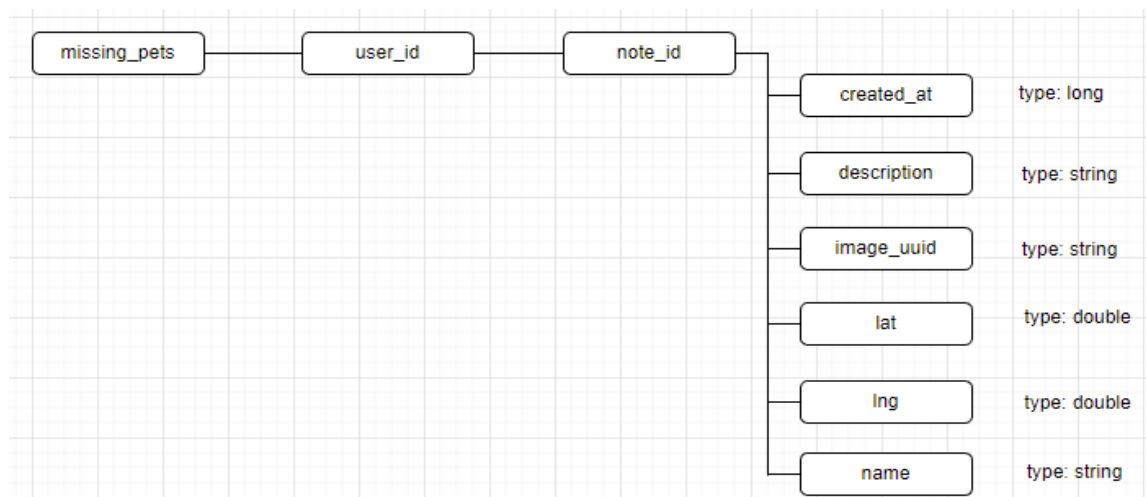 missing_pets
user_id
note_id
created_at
type: long
description
type: string
image_uuid
type: string
lat
type: double
lng
type: double
name
type: string